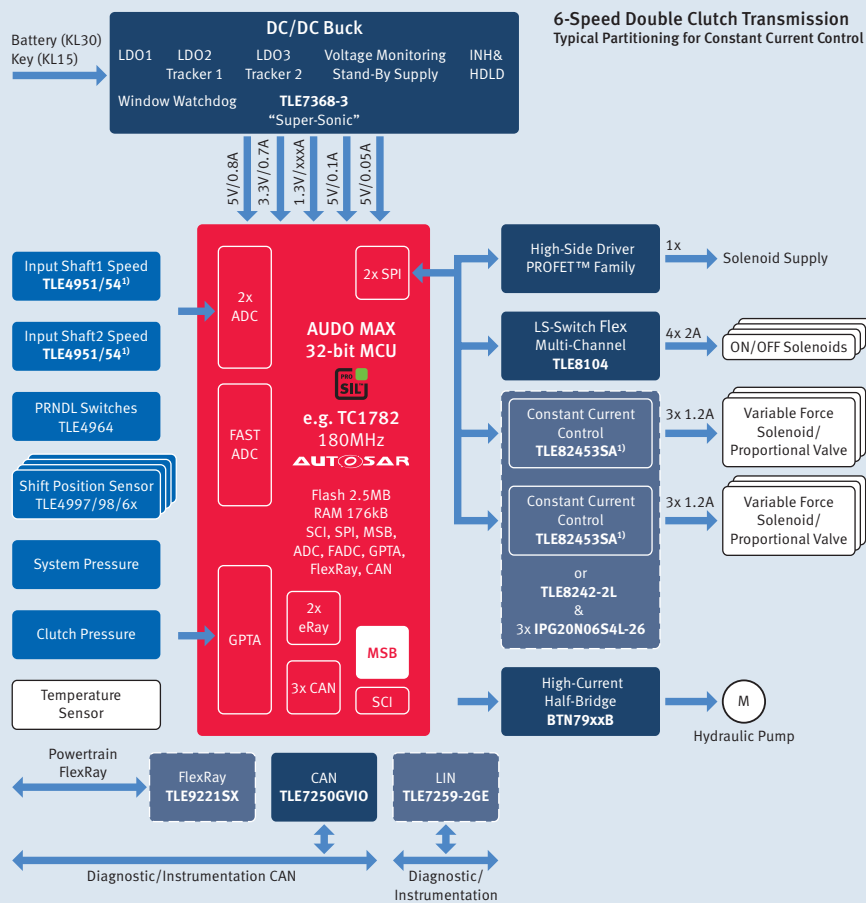 6-Speed Double Clutch Transmission
Typical Partitioning for Constant Current Control
Battery (KL30)
Key (KL15)
DC/DC Buck
LDO1
LDO2
Tracker 1
LDO3
Tracker 2
Voltage Monitoring
Stand-By Supply
INH&
HDLD
Window Watchdog
TLE7368-3
“Super-Sonic”
5V/0.8A
3.3V/0.7A
1.3V/xxxA
5V/0.1A
5V/0.05A
Input Shaft1 Speed
TLE4951/54¹⁾
Input Shaft2 Speed
TLE4951/54¹⁾
PRNDL Switches
TLE4964
Shift Position Sensor
TLE4997/98/6x
System Pressure
Clutch Pressure
Temperature
Sensor
2x
ADC
FAST
ADC
GPTA
2x SPI
AUDO MAX
32-bit MCU
PRO
SIL™
e.g. TC1782
180MHz
AUTOSAR
Flash 2.5MB
RAM 176kB
SCI, SPI, MSB,
ADC, FADC, GPTA,
FlexRay, CAN
2x
eRay
3x CAN
MSB
SCI
High-Side Driver
PROFET™ Family
1x
Solenoid Supply
LS-Switch Flex
Multi-Channel
TLE8104
4x 2A
ON/OFF Solenoids
Constant Current
Control
TLE82453SA¹⁾
3x 1.2A
Variable Force
Solenoid/
Proportional Valve
Constant Current
Control
TLE82453SA¹⁾
3x 1.2A
Variable Force
Solenoid/
Proportional Valve
or
TLE8242-2L
&
3x IPG20N06S4L-26
High-Current
Half-Bridge
BTN79xxB
M
Hydraulic Pump
Powertrain
FlexRay
FlexRay
TLE9221SX
CAN
TLE7250GVIO
LIN
TLE7259-2GE
Diagnostic/Instrumentation CAN
Diagnostic/
Instrumentation